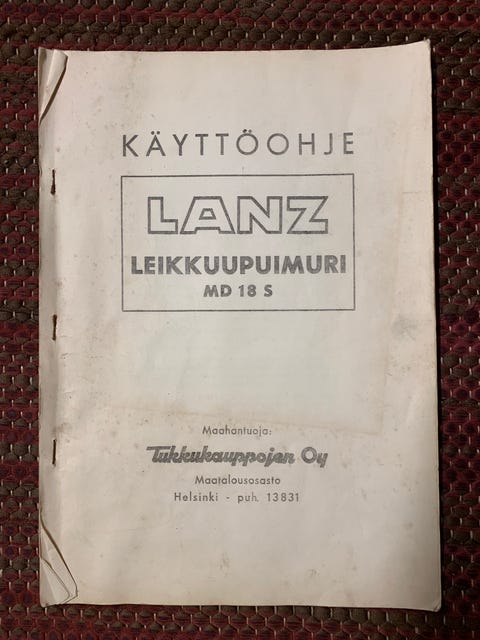 KÄYTTÖOHJE
LANZ
LEIKKUUPUIMURI
MD 18 S
Maahantuoja:
Tukkukauppojen Oy
Maatalousosasto
Helsinki - puh. 13831